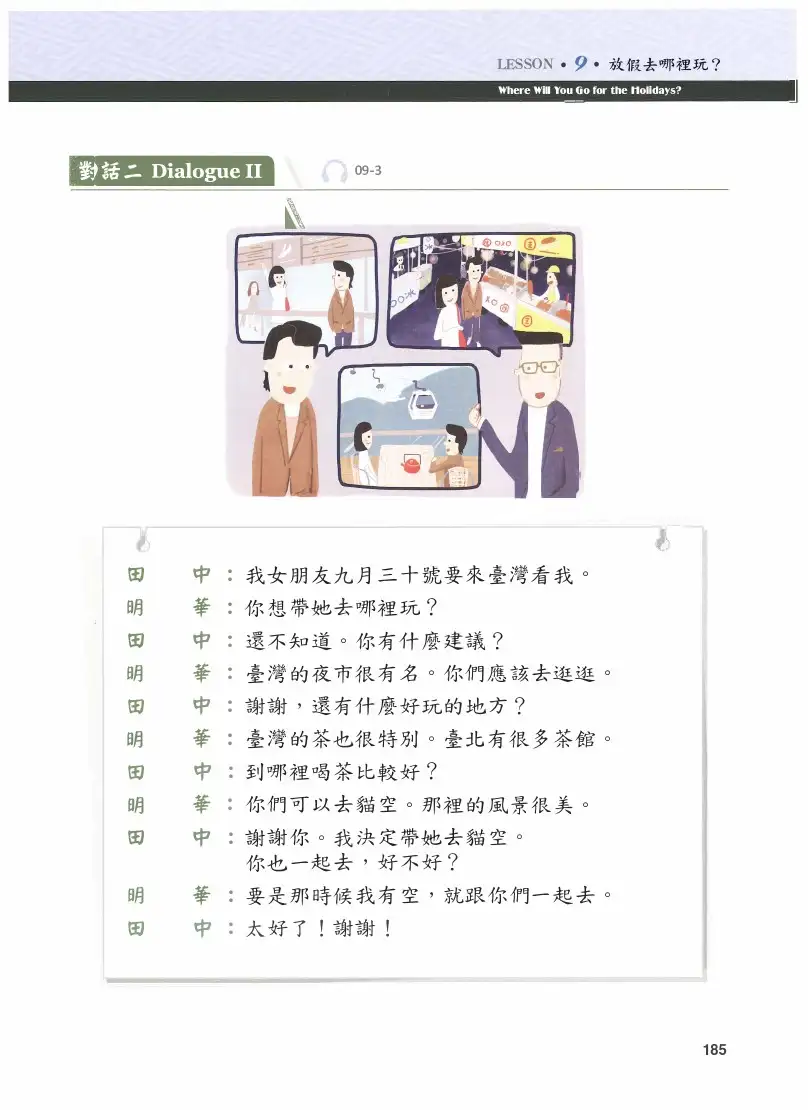 LESSON • 9 • 放假去哪裡玩？
Where Will You Go for the Holidays?
對話二 Dialogue II
09-3
田中：我女朋友九月三十號要來臺灣看我。
明華：你想帶她去哪裡玩？
田中：還不知道。你有什麼建議？
明華：臺灣的夜市很有名。你們應該去逛逛。
田中：謝謝，還有什麼好玩的地方？
明華：臺灣的茶也很特別。臺北有很多茶館。
田中：到哪裡喝茶比較好？
明華：你們可以去貓空。那裡的風景很美。
田中：謝謝你。我決定帶她去貓空。
你也一起去，好不好？
明華：要是那時候我有空，就跟你們一起去。
田中：太好了！謝謝！
185